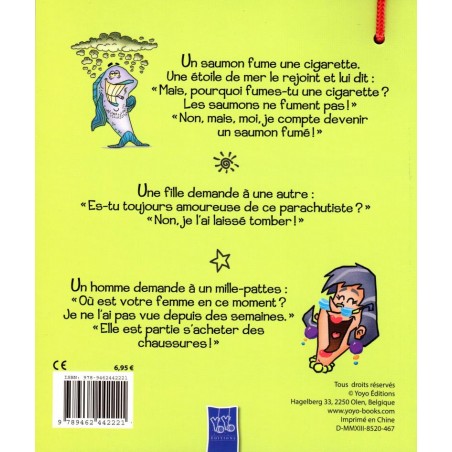 Un saumon fume une cigarette.
Une étoile de mer le rejoint et lui dit :
« Mais, pourquoi fumes-tu une cigarette ?
Les saumons ne fument pas ! »
« Non, mais, moi, je compte devenir
un saumon fumé ! »
Une fille demande à une autre :
« Es-tu toujours amoureuse de ce parachutiste ? »
« Non, je l'ai laissé tomber ! »
Un homme demande à un mille-pattes :
« Où est votre femme en ce moment ?
Je ne l'ai pas vue depuis des semaines. »
« Elle est partie s'acheter des
chaussures ! »
CE
6,95 €
ISBN: 978-9462442221
9 789462 442221
YOYO
EDITIONS
Tous droits réservés
© Yoyo Éditions
Hagelberg 33, 2250 Olen, Belgique
www.yoyo-books.com
Imprimé en Chine
D-MMXIII-8520-467